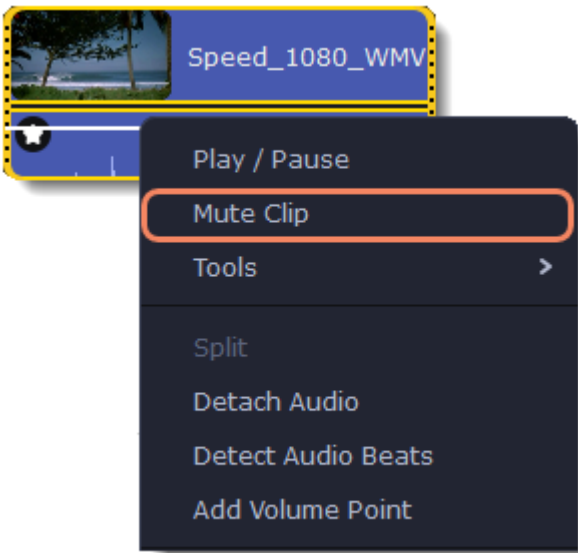 Speed_1080_WMV
Play / Pause
Mute Clip
Tools
Split
Detach Audio
Detect Audio Beats
Add Volume Point